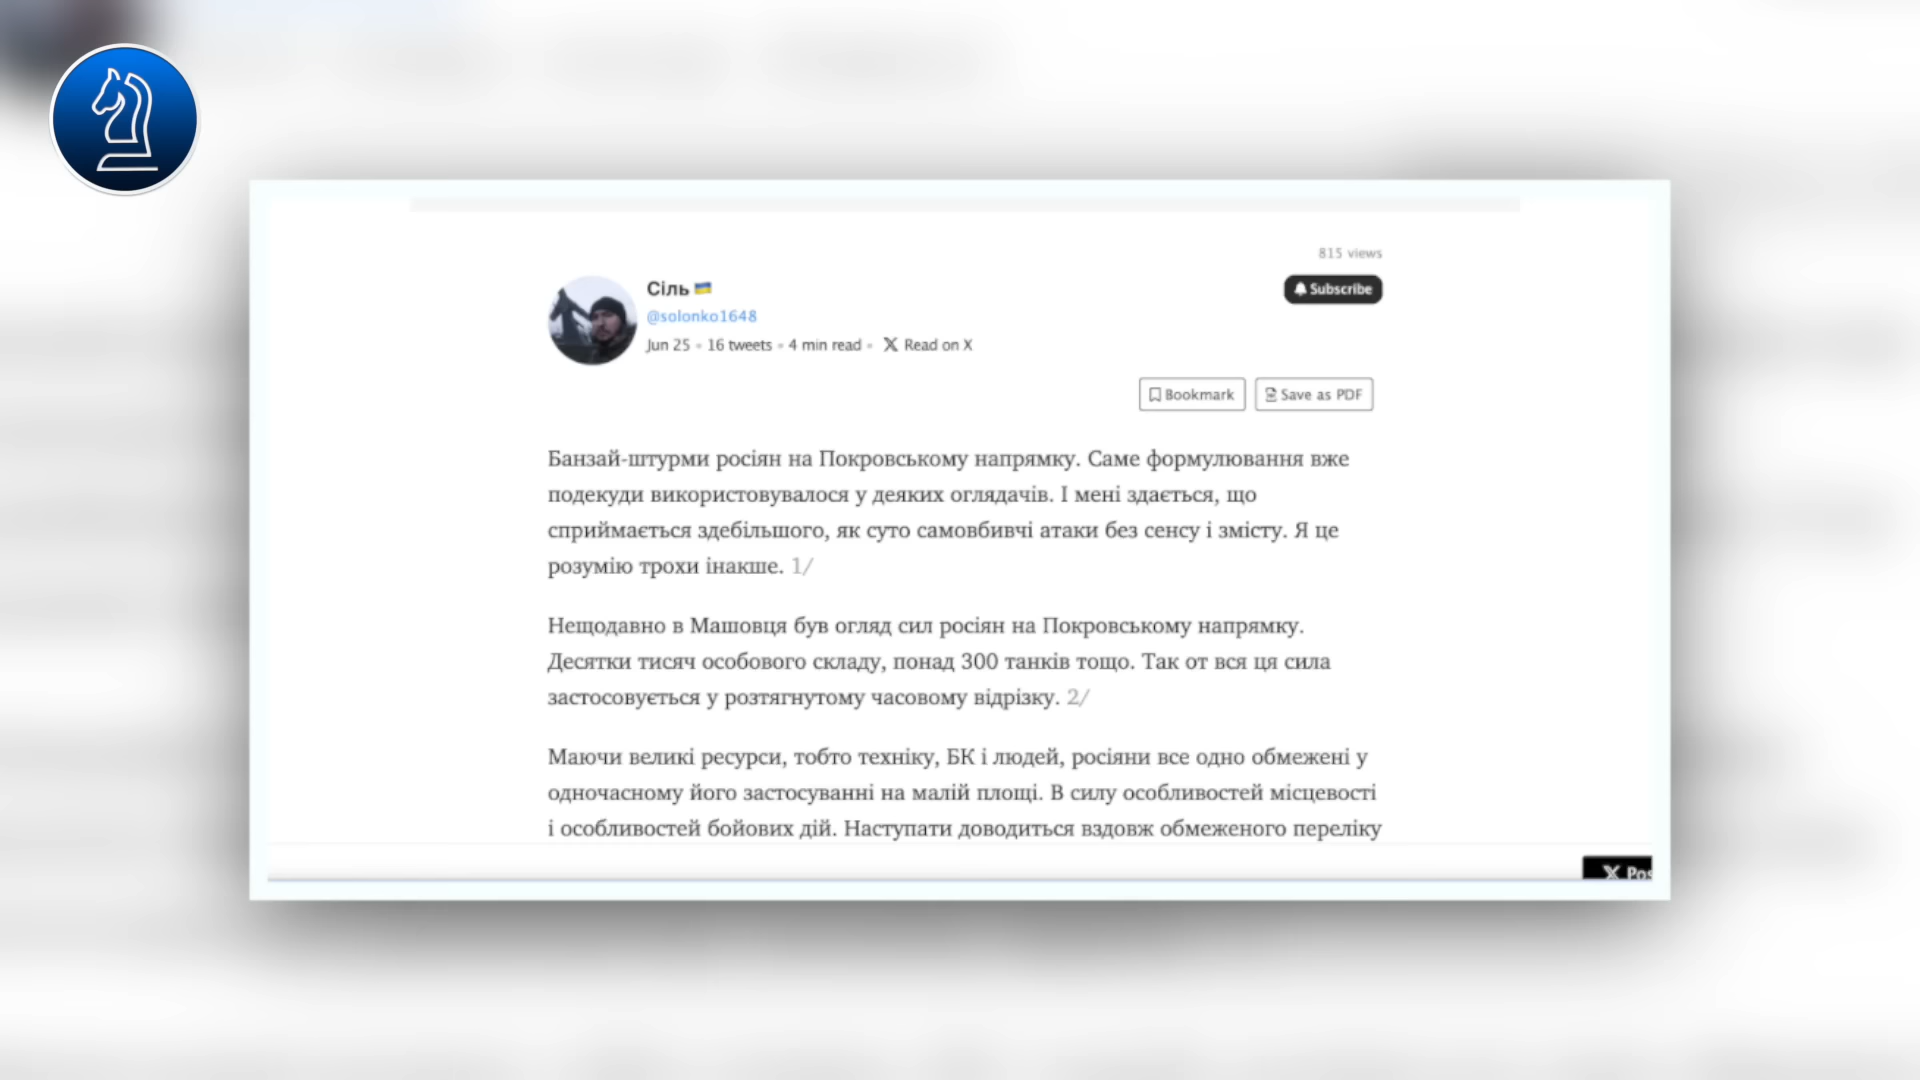 815 views
Сіль
Subscribe
@solonko1648
Jun 25 • 16 tweets • 4 min read • X Read on X
Bookmark
Save as PDF
Банзай-штурми росіян на Покровському напрямку. Саме формулювання вже
подекуди використовувалося у деяких оглядачів. І мені здається, що
сприймається здебільшого, як суто самовбивчі атаки без сенсу і змісту. Я це
розумію трохи інакше. 1/
Нещодавно в Машовця був огляд сил росіян на Покровському напрямку.
Десятки тисяч особового складу, понад 300 танків тощо. Так от вся ця сила
застосовується у розтягнутому часовому відрізку. 2/
Маючи великі ресурси, тобто техніку, БК і людей, росіяни все одно обмежені у
одночасному його застосуванні на малій площі. В силу особливостей місцевості
і особливостей бойових дій. Наступати доводиться вздовж обмеженого переліку
X Pos